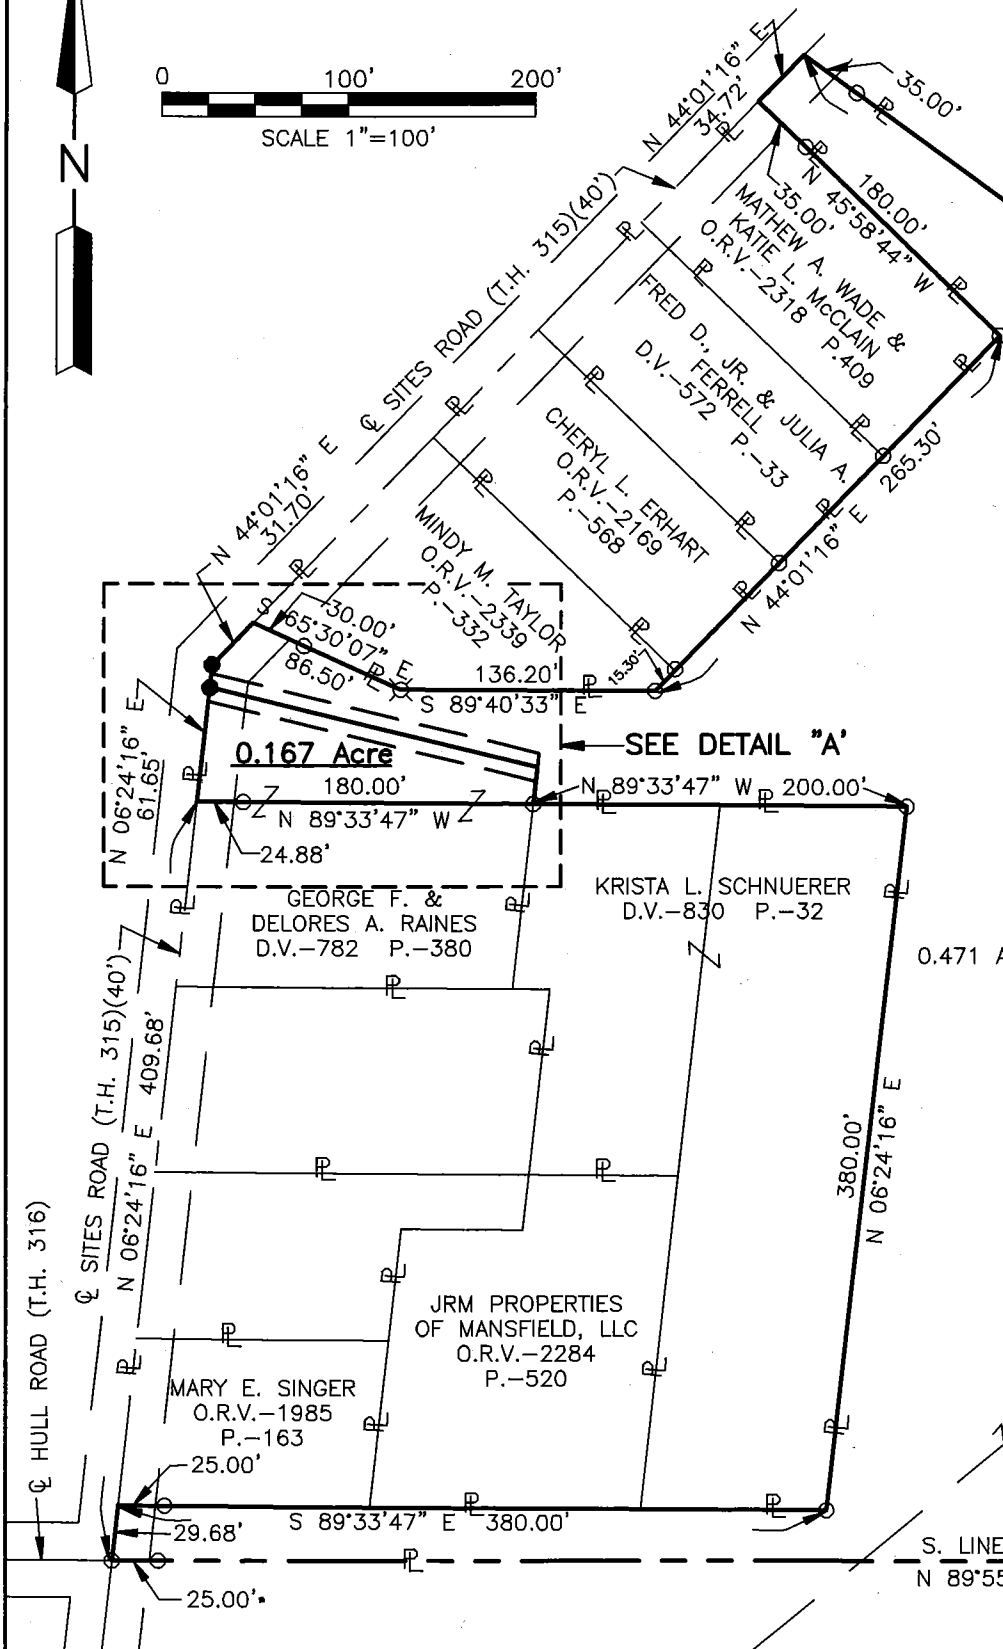 0 100' 200'
SCALE 1"=100'
N
N 44°01'16" E
34.72'
35.00'
35.00'
180.00'
N 45°58'44" W
MATHEW A. WADE &
KATIE L. McCLAIN
O.R.V.-2318 P.409
℄ SITES ROAD (T.H. 315)(40')
FRED D., JR. & JULIA A.
FERRELL
D.V.-572 P.-33
265.30'
N 44°01'16" E
CHERYL L. ERHART
O.R.V.-2169
P.-568
N 44°01'16" E
31.70'
MINDY M. TAYLOR
O.R.V.-2339
P.-332
30.00'
S 65°30'07" E
86.50'
136.20'
S 89°40'33" E
15.30'
SEE DETAIL "A"
0.167 Acre
N 06°24'16" E
61.65'
180.00'
N 89°33'47" W
N 89°33'47" W 200.00'
24.88'
GEORGE F. &
DELORES A. RAINES
D.V.-782 P.-380
KRISTA L. SCHNUERER
D.V.-830 P.-32
0.471 A
℄ SITES ROAD (T.H. 315)(40')
N 06°24'16" E 409.68'
380.00'
N 06°24'16" E
℄ HULL ROAD (T.H. 316)
JRM PROPERTIES
OF MANSFIELD, LLC
O.R.V.-2284
P.-520
MARY E. SINGER
O.R.V.-1985
P.-163
25.00'
S 89°33'47" E 380.00'
29.68'
25.00'
S. LINE
N 89°55